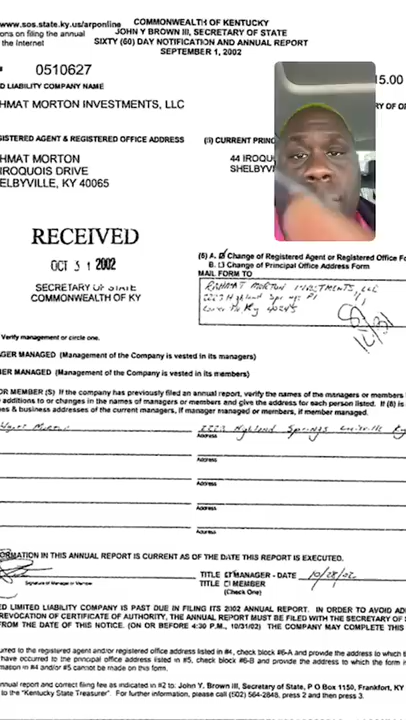 www.sos.state.ky.us/arponline
COMMONWEALTH OF KENTUCKY
ons on filing the annual
JOHN Y BROWN III, SECRETARY OF STATE
the Internet
SIXTY (60) DAY NOTIFICATION AND ANNUAL REPORT
SEPTEMBER 1, 2002
0510627
15.00
D LIABILITY COMPANY NAME
HMAT MORTON INVESTMENTS, LLC
GISTERED AGENT & REGISTERED OFFICE ADDRESS
CURRENT PRINC
HMAT MORTON
44 IROQU
IROQUOIS DRIVE
SHELBYVI
ELBYVILLE, KY 40065
RECEIVED
OCT 31 2002
SECRETARY OF STATE
COMMONWEALTH OF KY
(6) A. Change of Registered Agent or Registered Office Fo
B. Change of Principal Office Address Form
MAIL FORM TO
RAHMAT MORTON INVESTMENTS, LLC
2223 Highland
Ky 40245
10/31
Verify management or circle one.
GER MANAGED (Management of the Company is vested in its managers)
ER MANAGED (Management of the Company is vested in its members)
OR MEMBER (S) If the company has previously filed an annual report, verify the names of the managers or members
additions to or changes in the names of managers or members and give the address for each person listed. If (8) is
s & business addresses of the current managers, if manager managed or members, if member managed.
Morton
2223 Highland Springs Louisville Ky
Address
Address
Address
Address
Address
ORMATION IN THIS ANNUAL REPORT IS CURRENT AS OF THE DATE THIS REPORT IS EXECUTED.
TITLE MANAGER - DATE 10/28/02
Signature of Manager or Member
TITLE MEMBER
(Check One)
ED LIMITED LIABILITY COMPANY IS PAST DUE IN FILING ITS 2002 ANNUAL REPORT. IN ORDER TO AVOID AD
REVOCATION OF CERTIFICATE OF AUTHORITY, THE ANNUAL REPORT MUST BE FILED WITH THE SECRETARY OF S
FROM THE DATE OF THIS NOTICE. (ON OR BEFORE 4:30 P.M., 10/31/02) THE COMPANY MAY COMPLETE THIS
urred to the registered agent and/or registered office address listed in #4, check block #6-A and provide the address to which the f
have occurred to the principal office address listed in #5, check block #6-B and provide the address to which the form is
mation in #4 and/or #5 cannot be made on this form.
annual report and correct filing fee as indicated in #2 to: John Y. Brown III, Secretary of State, P O Box 1150, Frankfort, KY
to the "Kentucky State Treasurer". For further information, please call (502) 564-2848, press 2 and then press 3.